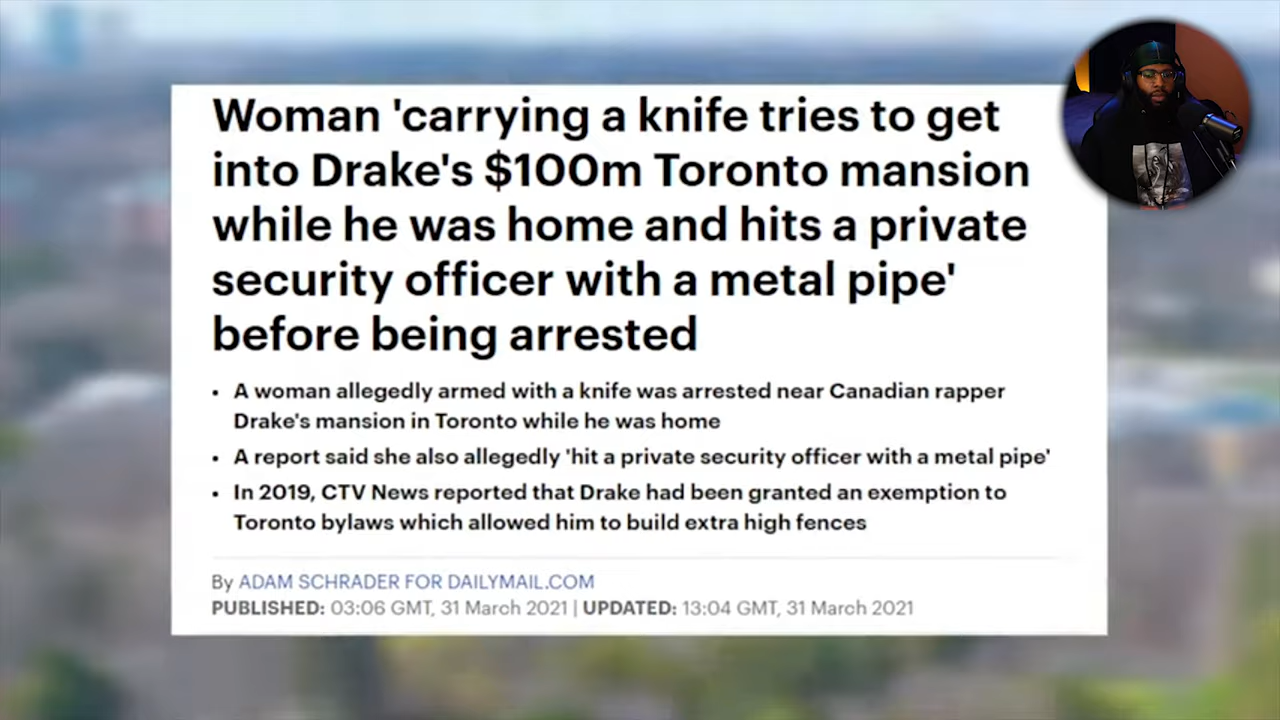 Woman 'carrying a knife tries to get
into Drake's $100m Toronto mansion
while he was home and hits a private
security officer with a metal pipe'
before being arrested
• A woman allegedly armed with a knife was arrested near Canadian rapper
Drake's mansion in Toronto while he was home
• A report said she also allegedly 'hit a private security officer with a metal pipe'
• In 2019, CTV News reported that Drake had been granted an exemption to
Toronto bylaws which allowed him to build extra high fences
By ADAM SCHRADER FOR DAILYMAIL.COM
PUBLISHED: 03:06 GMT, 31 March 2021 | UPDATED: 13:04 GMT, 31 March 2021